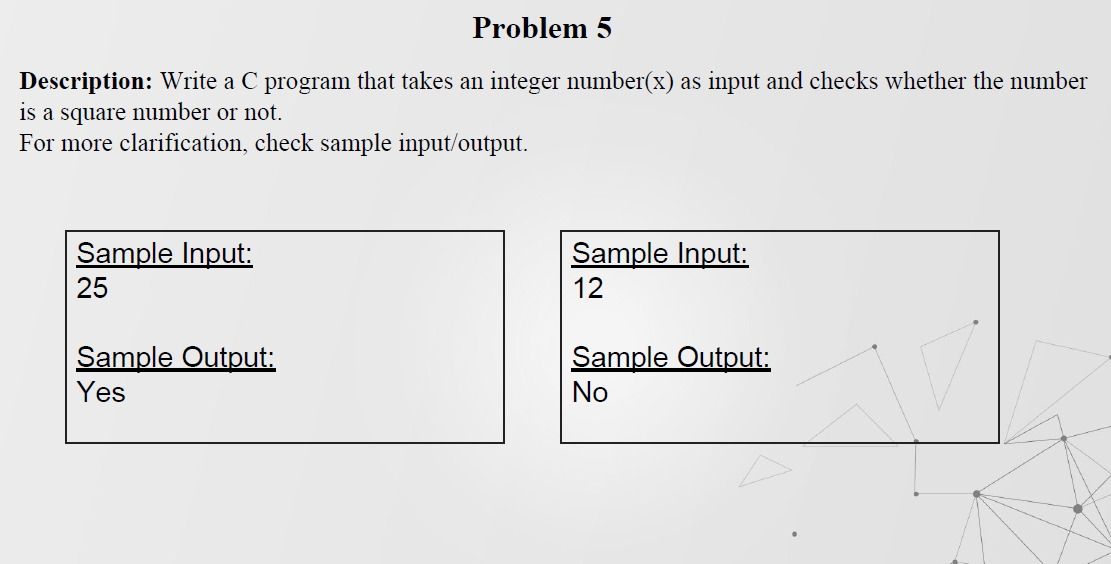 Problem 5
Description: Write a C program that takes an integer number(x) as input and checks whether the number
is a square number or not.
For more clarification, check sample input/output.
Sample Input:
25
Sample Output:
Yes
Sample Input:
12
Sample Output:
No